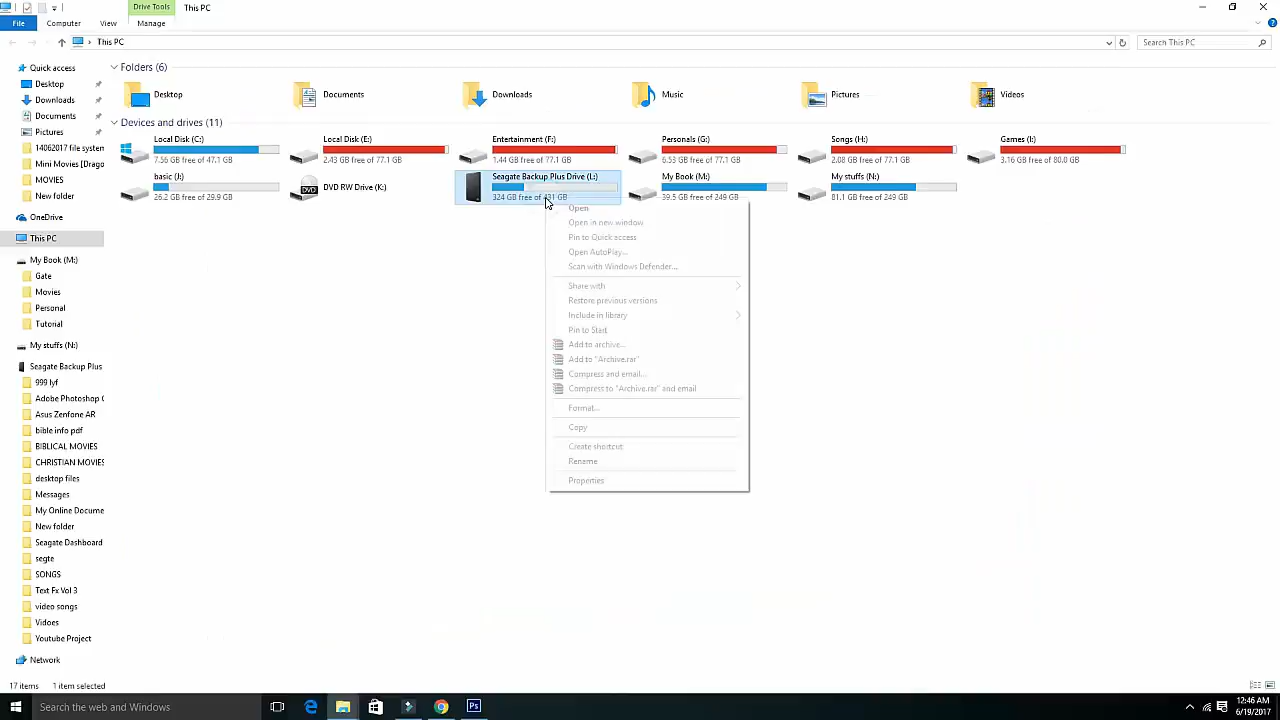 Drive Tools
This PC
File
Computer
View
Manage
This PC
Search This PC
Quick access
Desktop
Downloads
Documents
Pictures
14062017 file system
Mini Movies [Drago
MOVIES
New folder
OneDrive
This PC
My Book (M:)
Gate
Movies
Personal
Tutorial
My stuffs (N:)
Seagate Backup Plus
999 lyf
Adobe Photoshop C
Asus Zenfone AR
bible info pdf
BIBLICAL MOVIES
CHRISTIAN MOVIES
desktop files
Messages
My Online Docume
New folder
Seagate Dashboard
segte
SONGS
Text Fx Vol 3
video songs
Vidoes
Youtube Project
Network
Folders (6)
Desktop
Documents
Downloads
Music
Pictures
Videos
Devices and drives (11)
Local Disk (C:)
7.56 GB free of 47.1 GB
Local Disk (E:)
2.43 GB free of 77.1 GB
Entertainment (F:)
1.44 GB free of 77.1 GB
Personals (G:)
6.53 GB free of 77.1 GB
Songs (H:)
2.08 GB free of 77.1 GB
Games (I:)
3.16 GB free of 80.0 GB
basic (J:)
26.2 GB free of 29.9 GB
DVD
DVD RW Drive (K:)
Seagate Backup Plus Drive (L:)
324 GB free of 431 GB
My Book (M:)
39.5 GB free of 249 GB
My stuffs (N:)
81.1 GB free of 249 GB
Open
Open in new window
Pin to Quick access
Open AutoPlay...
Scan with Windows Defender...
Share with
Restore previous versions
Include in library
Pin to Start
Add to archive...
Add to "Archive.rar"
Compress and email...
Compress to "Archive.rar" and email
Format...
Copy
Create shortcut
Rename
Properties
17 items
1 item selected
Search the web and Windows
Ps
12:46 AM
6/19/2017